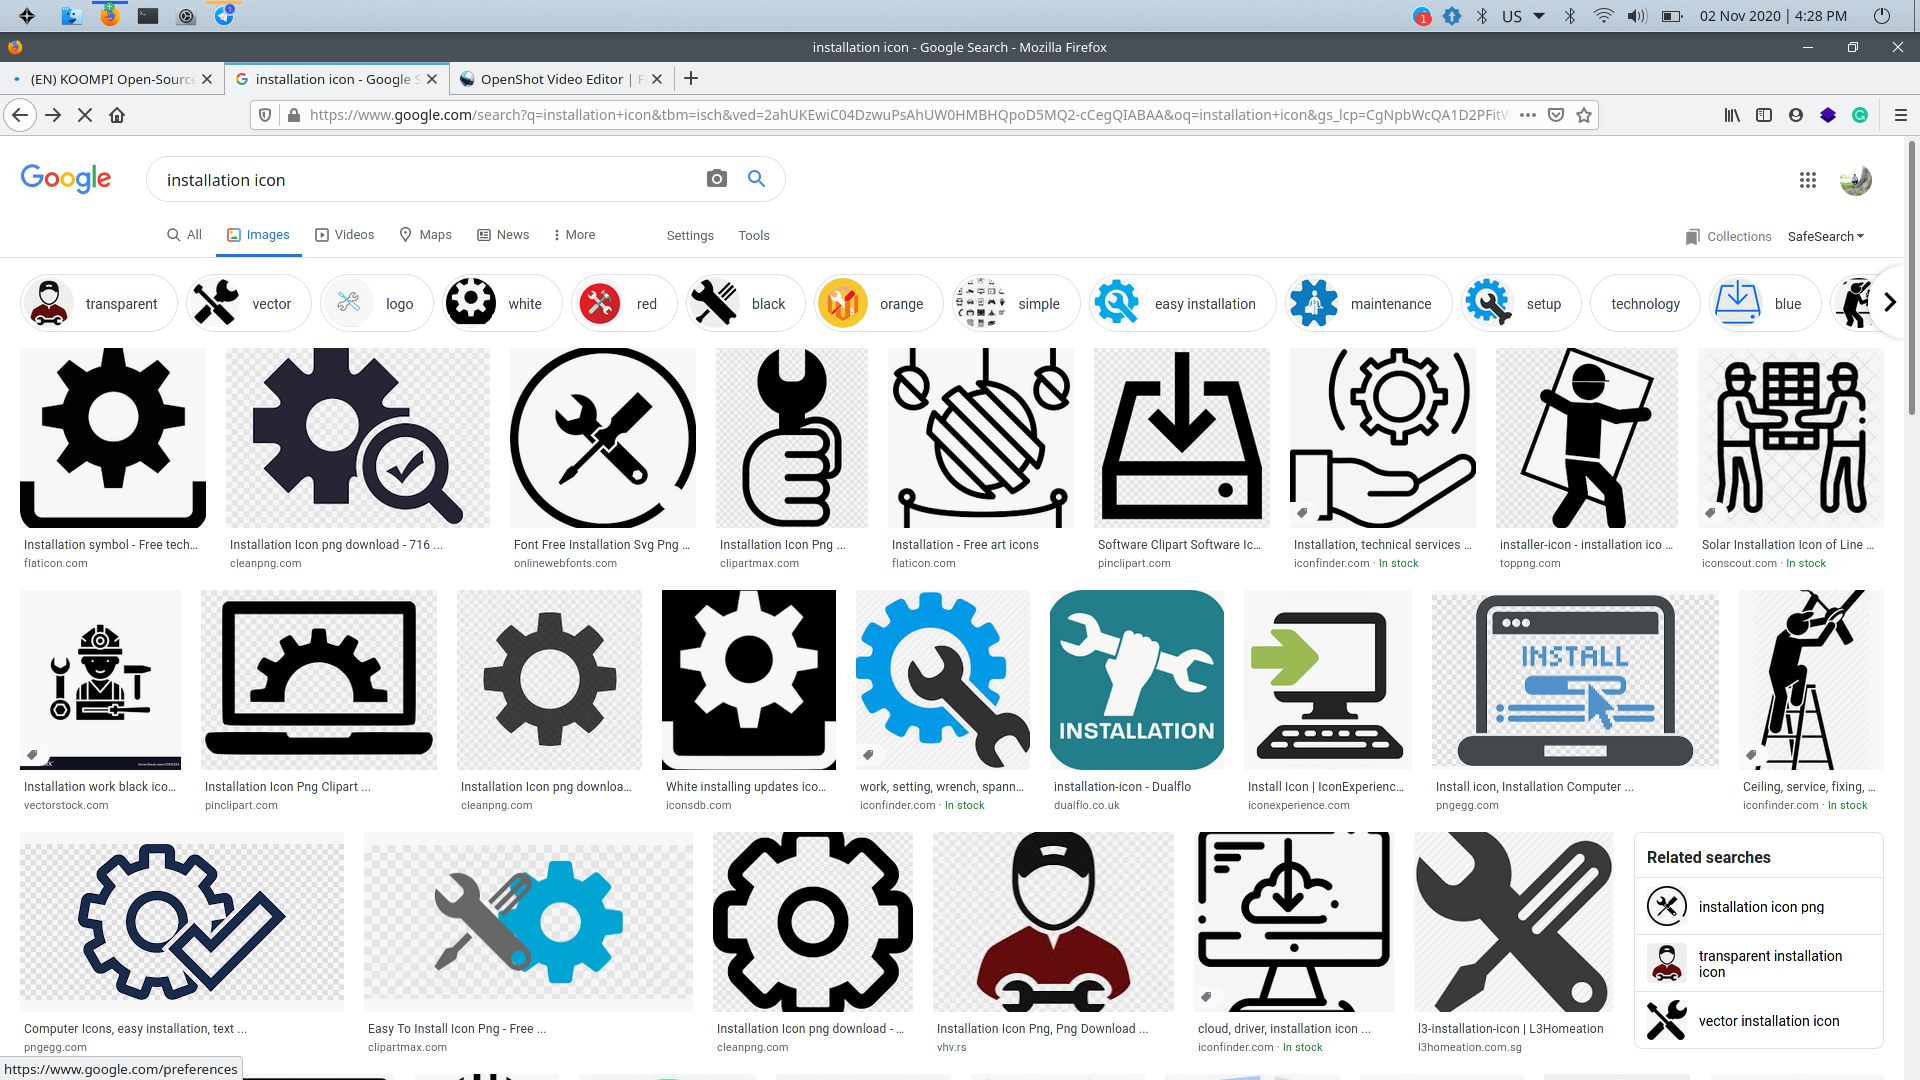 US
02 Nov 2020 | 4:28 PM
installation icon - Google Search - Mozilla Firefox
(EN) KOOMPI Open-Sourc
installation icon - Google S
OpenShot Video Editor | F
https://www.google.com/search?q=installation+icon&tbm=isch&ved=2ahUKEwiC04DzwuPsAhUW0HMBHQpoD5MQ2-cCegQIABAA&oq=installation+icon&gs_lcp=CgNpbWcQA1D2PFitW
Google
installation icon
All
Images
Videos
Maps
News
More
Settings
Tools
Collections
SafeSearch
transparent
vector
logo
white
red
black
orange
simple
easy installation
maintenance
setup
technology
blue
Installation symbol - Free tech...
flaticon.com
Installation Icon png download - 716 ...
cleanpng.com
Font Free Installation Svg Png ...
onlinewebfonts.com
Installation Icon Png ...
clipartmax.com
Installation - Free art icons
flaticon.com
Software Clipart Software Ic...
pinclipart.com
Installation, technical services ...
iconfinder.com · In stock
installer-icon - installation ico ...
toppng.com
Solar Installation Icon of Line ...
iconscout.com · In stock
INSTALLATION
INSTALL
Installation work black ico...
vectorstock.com
Installation Icon Png Clipart ...
pinclipart.com
Installation Icon png downloa...
cleanpng.com
White installing updates ico...
iconsdb.com
work, setting, wrench, spann...
iconfinder.com · In stock
installation-icon - Dualflo
dualflo.co.uk
Install Icon | IconExperienc...
iconexperience.com
Install icon, Installation Computer ...
pngegg.com
Ceiling, service, fixing, ...
iconfinder.com · In stock
Computer Icons, easy installation, text ...
pngegg.com
Easy To Install Icon Png - Free ...
clipartmax.com
Installation Icon png download - ...
cleanpng.com
Installation Icon Png, Png Download ...
vhv.rs
cloud, driver, installation icon ...
iconfinder.com · In stock
l3-installation-icon | L3Homeation
l3homeation.com.sg
Related searches
installation icon png
transparent installation
icon
vector installation icon
https://www.google.com/preferences